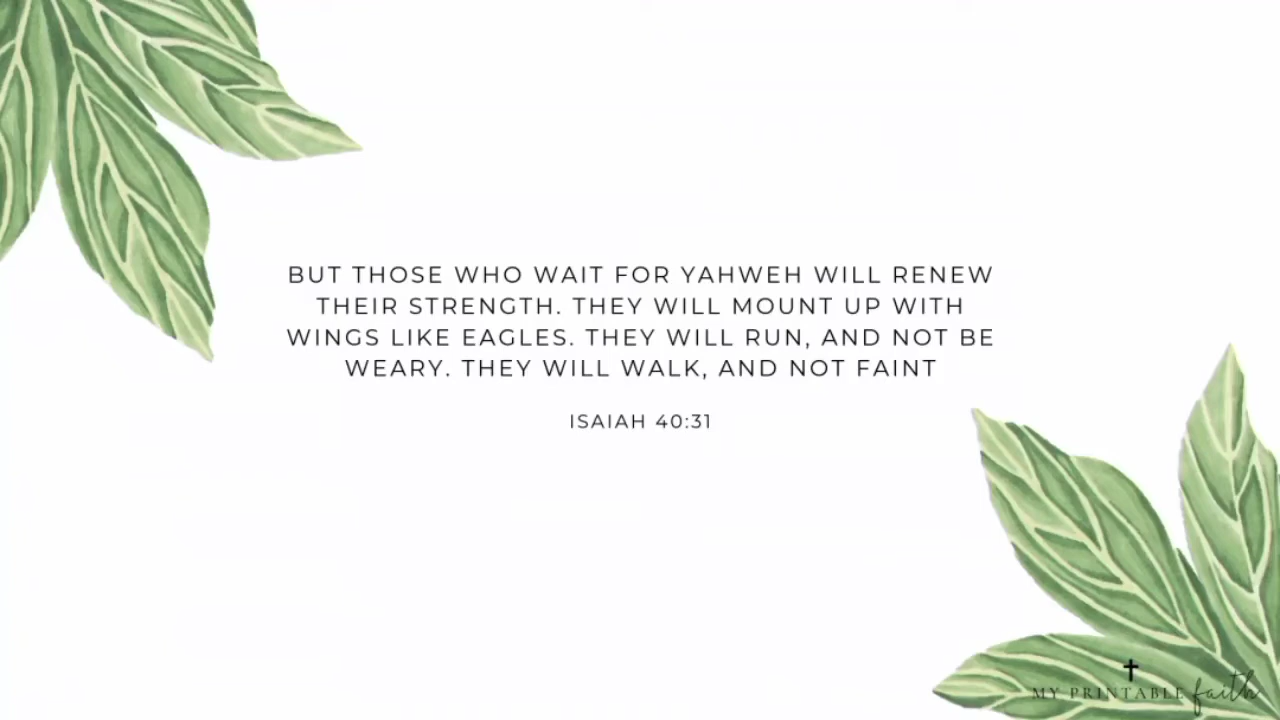 BUT THOSE WHO WAIT FOR YAHWEH WILL RENEW
THEIR STRENGTH. THEY WILL MOUNT UP WITH
WINGS LIKE EAGLES. THEY WILL RUN, AND NOT BE
WEARY. THEY WILL WALK, AND NOT FAINT
ISAIAH 40:31
MY PRINTABLE faith